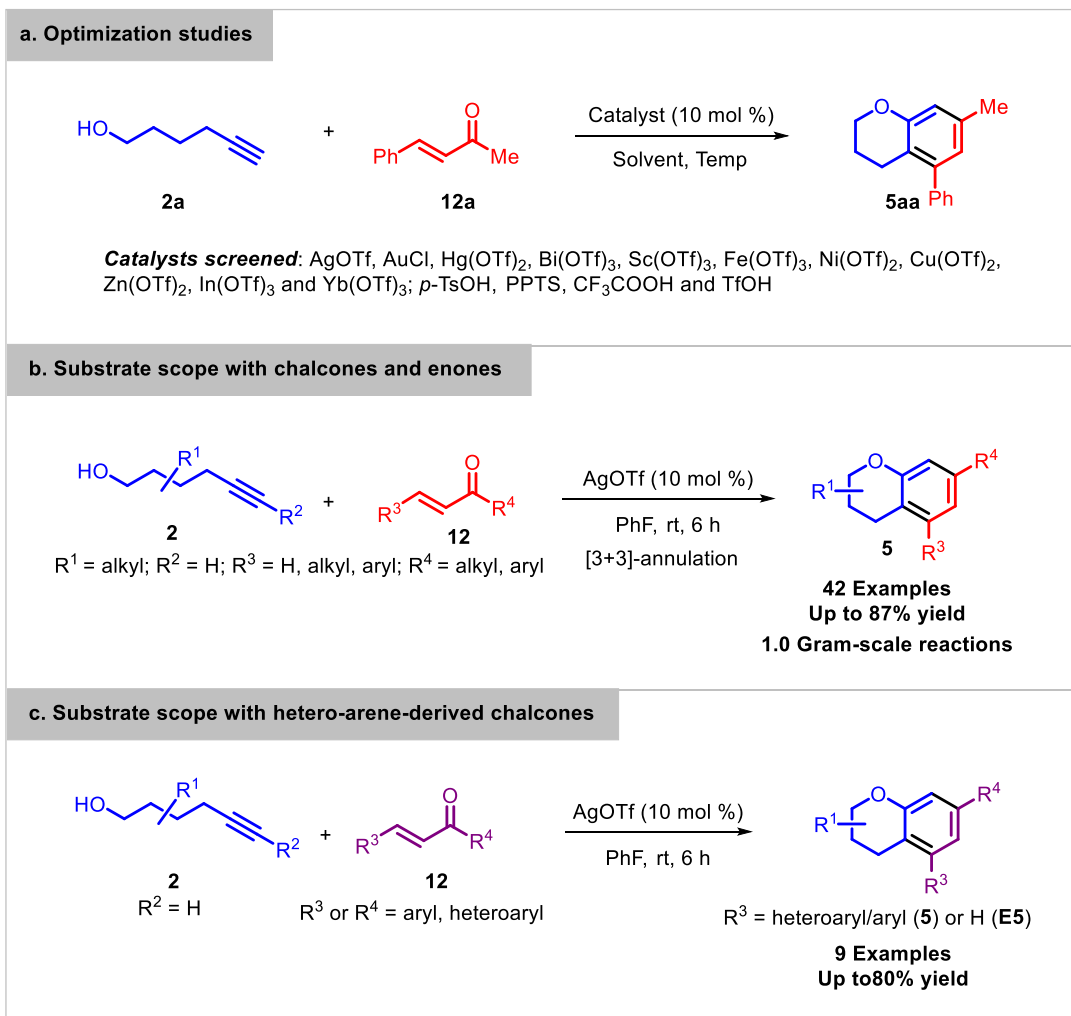 a. Optimization studies
HO
+
Ph
O
Me
Catalyst (10 mol %)
Solvent, Temp
O
Me
Ph
2a
12a
5aa
Catalysts screened: AgOTf, AuCl, Hg(OTf)2, Bi(OTf)3, Sc(OTf)3, Fe(OTf)3, Ni(OTf)2, Cu(OTf)2,
Zn(OTf)2, In(OTf)3 and Yb(OTf)3; p-TsOH, PPTS, CF3COOH and TfOH
b. Substrate scope with chalcones and enones
HO
R1
R2
2
+
O
R3
R4
12
R1 = alkyl; R2 = H; R3 = H, alkyl, aryl; R4 = alkyl, aryl
AgOTf (10 mol %)
PhF, rt, 6 h
[3+3]-annulation
O
R4
R1
R3
5
42 Examples
Up to 87% yield
1.0 Gram-scale reactions
c. Substrate scope with hetero-arene-derived chalcones
HO
R1
R2
2
R2 = H
+
O
R3
R4
12
R3 or R4 = aryl, heteroaryl
AgOTf (10 mol %)
PhF, rt, 6 h
O
R4
R1
R3
R3 = heteroaryl/aryl (5) or H (E5)
9 Examples
Up to80% yield